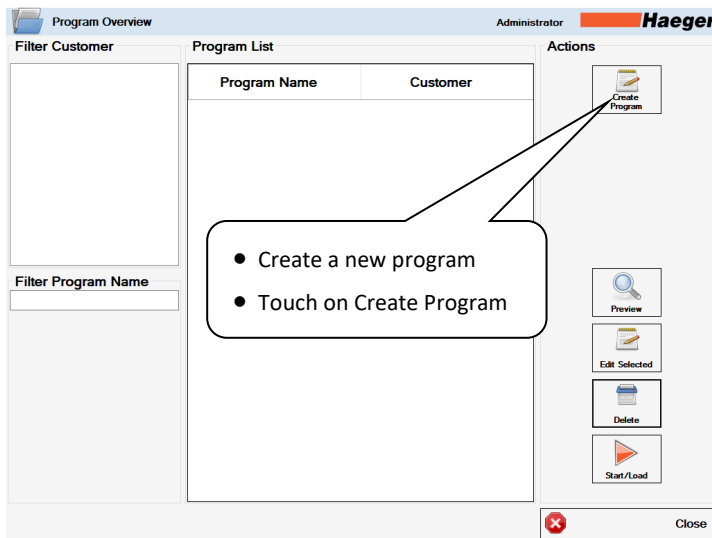 Program Overview
Administrator
Haeger
Filter Customer
Program List
Actions
Program Name
Customer
Create
Program
• Create a new program
• Touch on Create Program
Filter Program Name
Preview
Edit Selected
Delete
Start/Load
Close